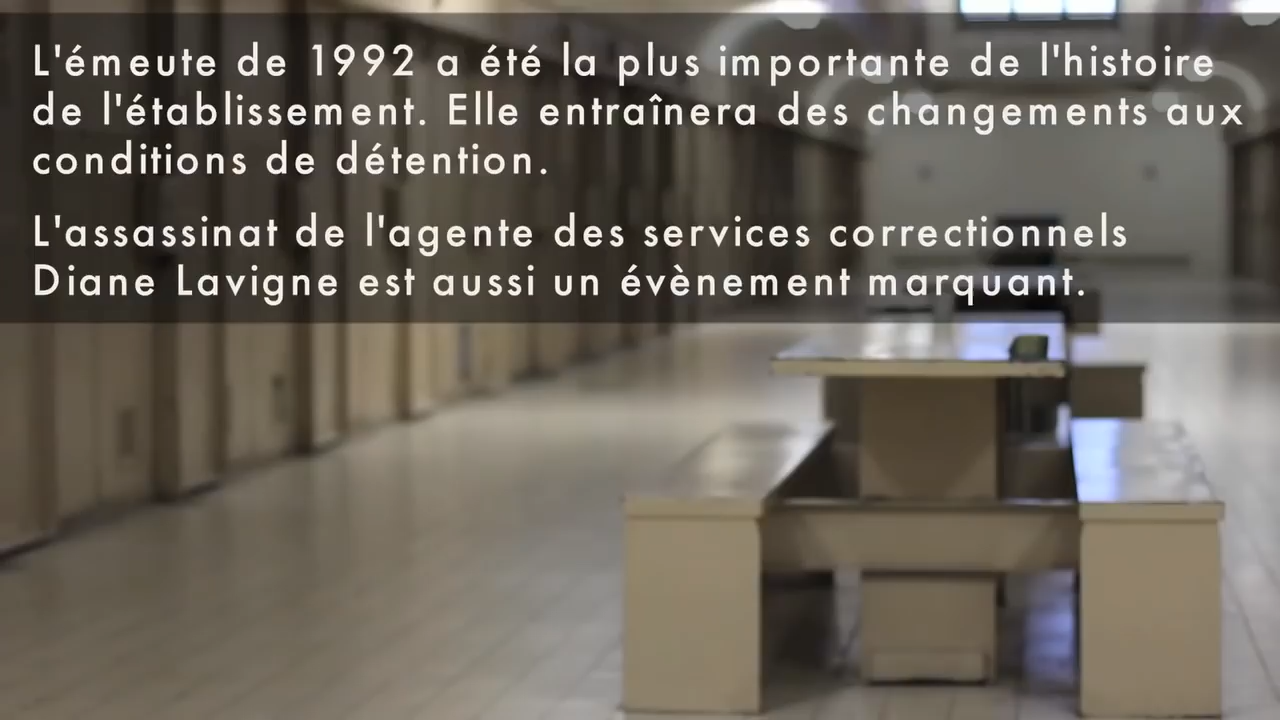 L'émeute de 1992 a été la plus importante de l'histoire
de l'établissement. Elle entraînera des changements aux
conditions de détention.
L'assassinat de l'agente des services correctionnels
Diane Lavigne est aussi un évènement marquant.